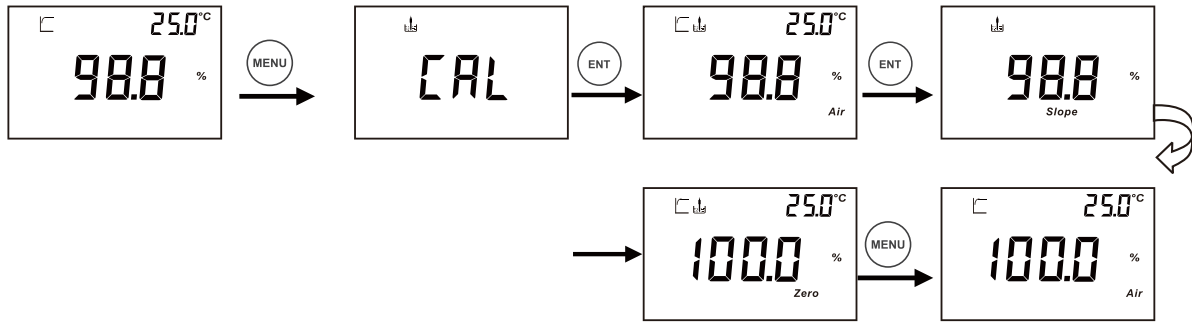 25.0°C
98.8 %
MENU
CAL
ENT
25.0°C
98.8 %
Air
ENT
98.8 %
Slope
25.0°C
100.0 %
Zero
MENU
25.0°C
100.0 %
Air